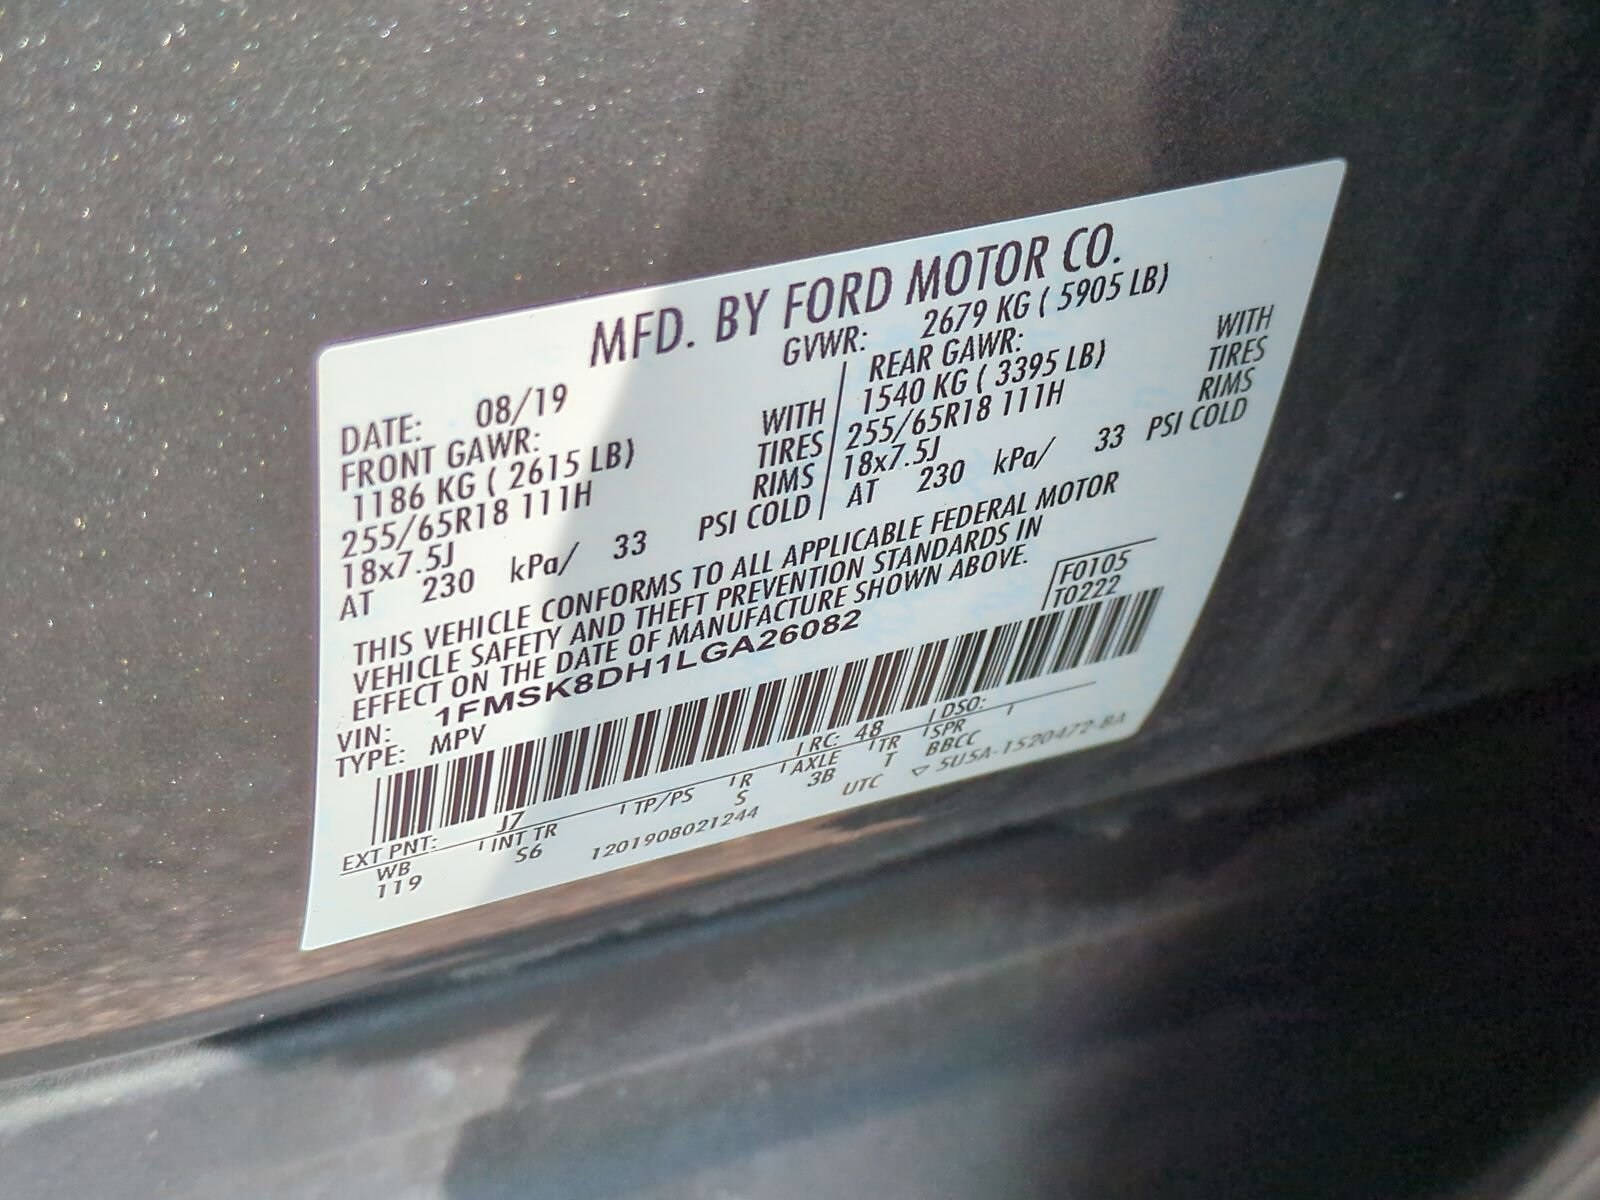 MFD. BY FORD MOTOR CO.
DATE: 08/19 GVWR: 2679 KG ( 5905 LB)
FRONT GAWR: REAR GAWR:
1186 KG ( 2615 LB) WITH 1540 KG ( 3395 LB) WITH
255/65R18 111H TIRES 255/65R18 111H TIRES
18x7.5J RIMS 18x7.5J RIMS
AT 230 kPa/ 33 PSI COLD AT 230 kPa/ 33 PSI COLD
THIS VEHICLE CONFORMS TO ALL APPLICABLE FEDERAL MOTOR
VEHICLE SAFETY AND THEFT PREVENTION STANDARDS IN
EFFECT ON THE DATE OF MANUFACTURE SHOWN ABOVE.
F0105
T0222
VIN: 1FMSK8DH1LGA26082
TYPE: MPV
EXT PNT: J7 RC: 48 DSO:
WB INT TR TP/PS R AXLE TR SPR
119 S6 S 3B T BBCC
1201908021244 UTC ▽ 5U5A-1520472-BA